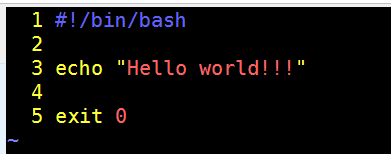 1 #!/bin/bash
2
3 echo "Hello world!!!"
4
5 exit 0
~